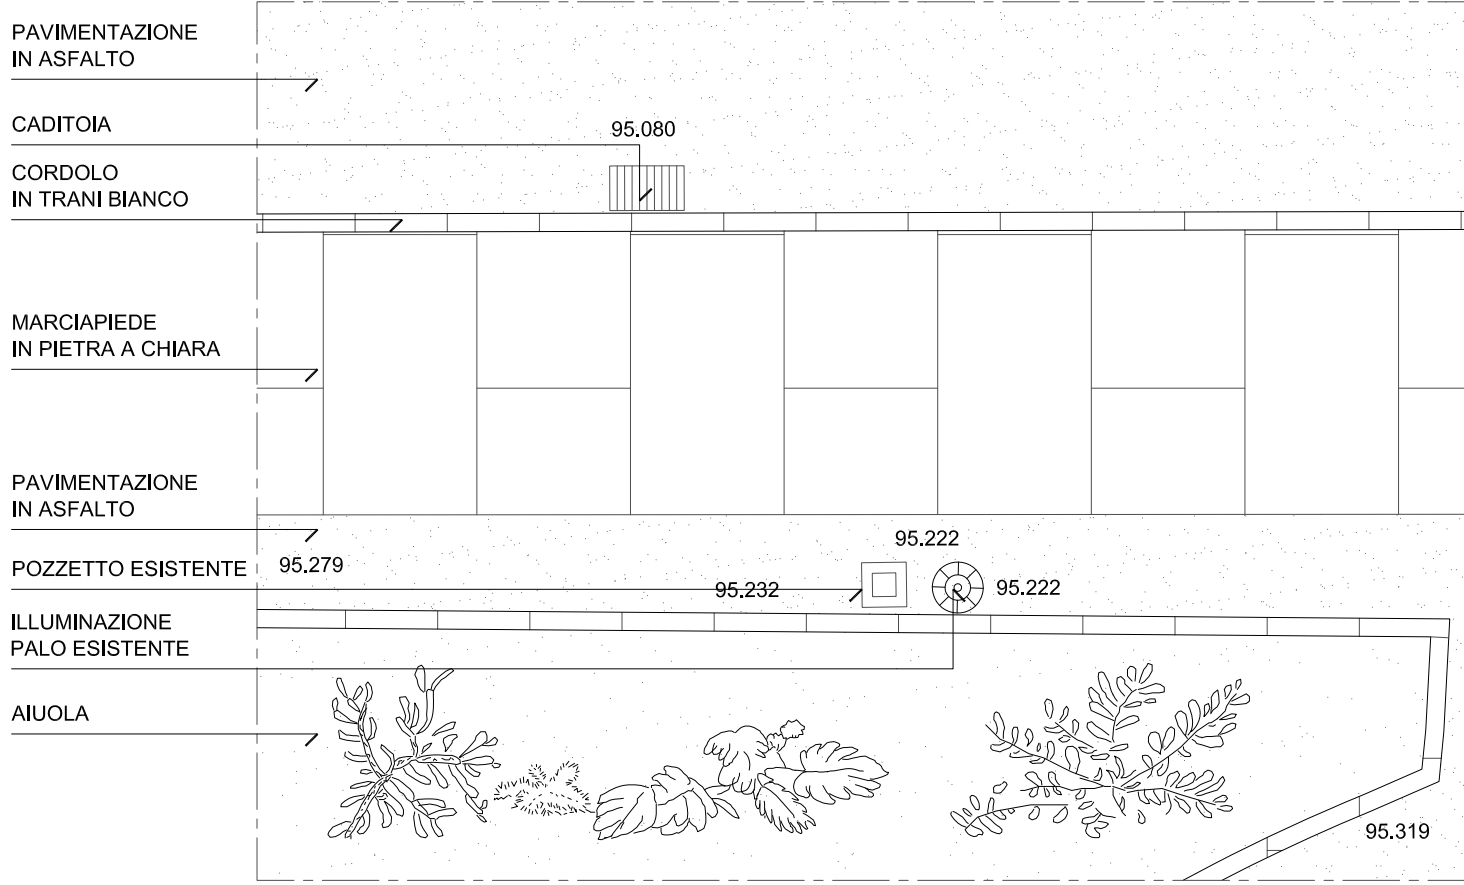 PAVIMENTAZIONE
IN ASFALTO
CADITOIA
95.080
CORDOLO
IN TRANI BIANCO
MARCIAPIEDE
IN PIETRA A CHIARA
PAVIMENTAZIONE
IN ASFALTO
95.222
95.279
POZZETTO ESISTENTE
95.232
95.222
ILLUMINAZIONE
PALO ESISTENTE
AIUOLA
95.319